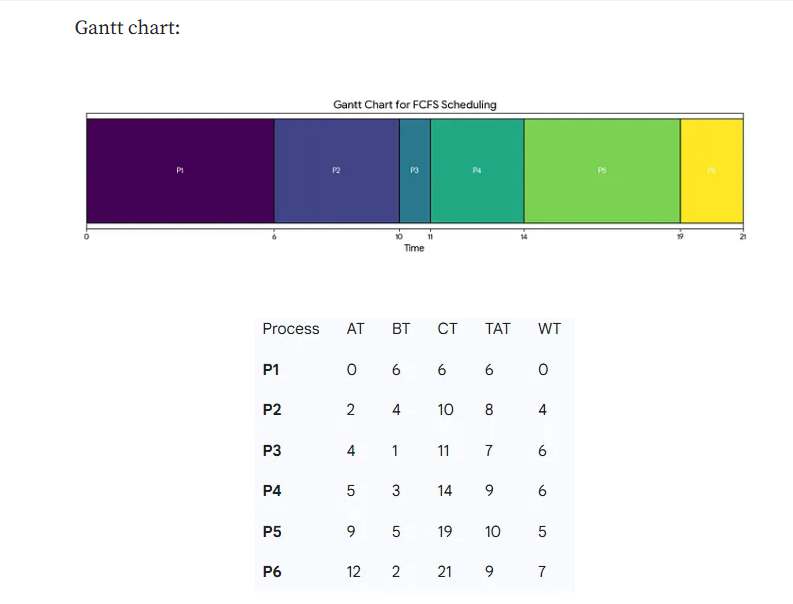 Gantt chart:
Gantt Chart for FCFS Scheduling
P1 P2 P3 P4 P5 P6
0 6 10 11 14 19 21
Time
Process AT BT CT TAT WT
P1 0 6 6 6 0
P2 2 4 10 8 4
P3 4 1 11 7 6
P4 5 3 14 9 6
P5 9 5 19 10 5
P6 12 2 21 9 7